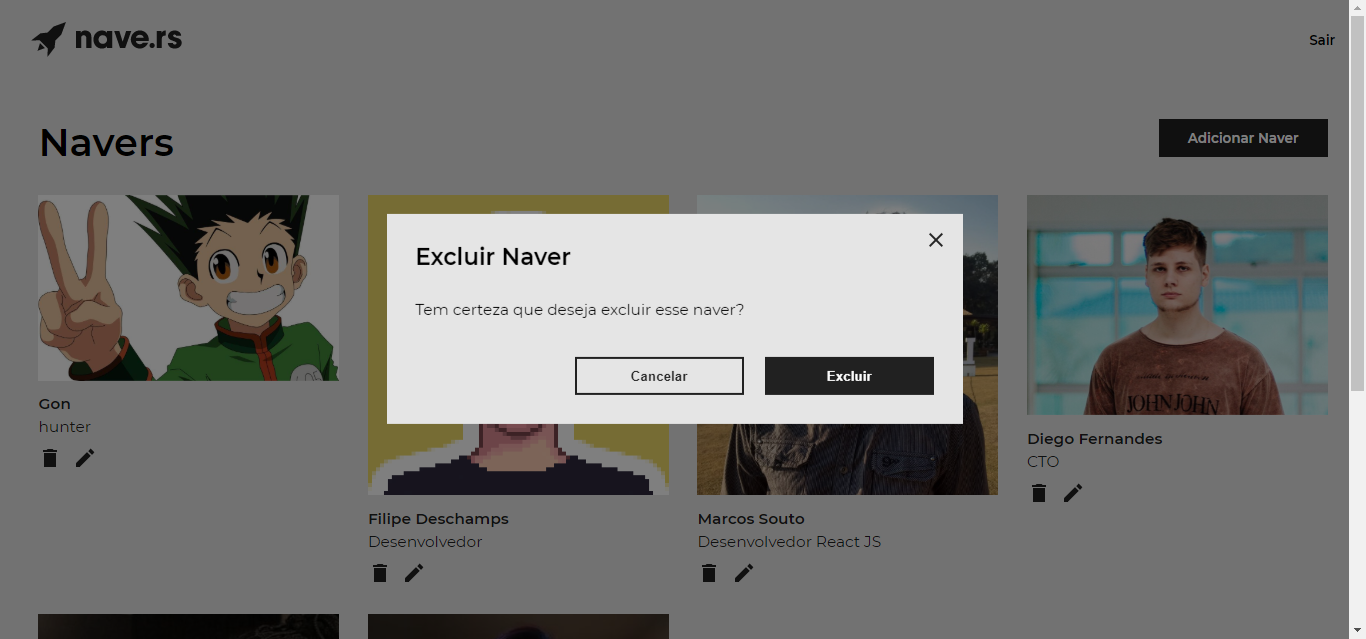 nave.rs
Sair
Navers
Adicionar Naver
Excluir Naver
Tem certeza que deseja excluir esse naver?
Cancelar
Excluir
JOHN JOHN
Gon
hunter
Filipe Deschamps
Desenvolvedor
Marcos Souto
Desenvolvedor React JS
Diego Fernandes
CTO